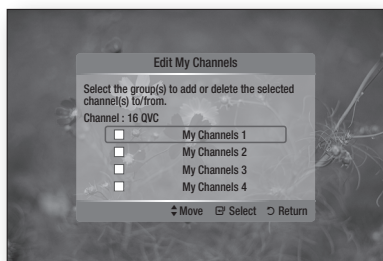 Edit My Channels
Select the group(s) to add or delete the selected
channel(s) to/from.
Channel : 16 QVC
My Channels 1
My Channels 2
My Channels 3
My Channels 4
Move Select Return